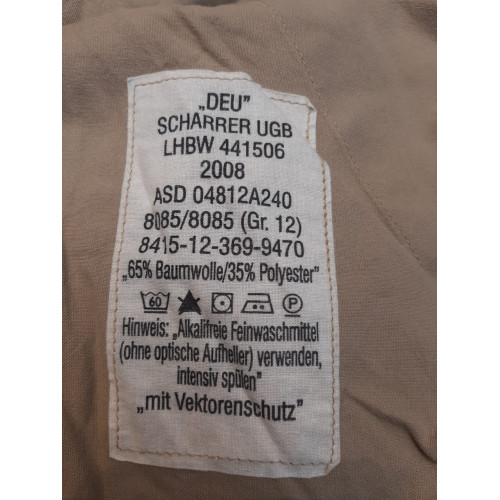 „DEU"
SCHARRER UGB
LHBW 441506
2008
ASD 04812A240
8085/8085 (Gr. 12)
8415-12-369-9470
„65% Baumwolle/35% Polyester"
60 P
Hinweis: „Alkalifreie Feinwaschmittel
(ohne optische Aufheller) verwenden,
intensiv spülen"
„mit Vektorenschutz"